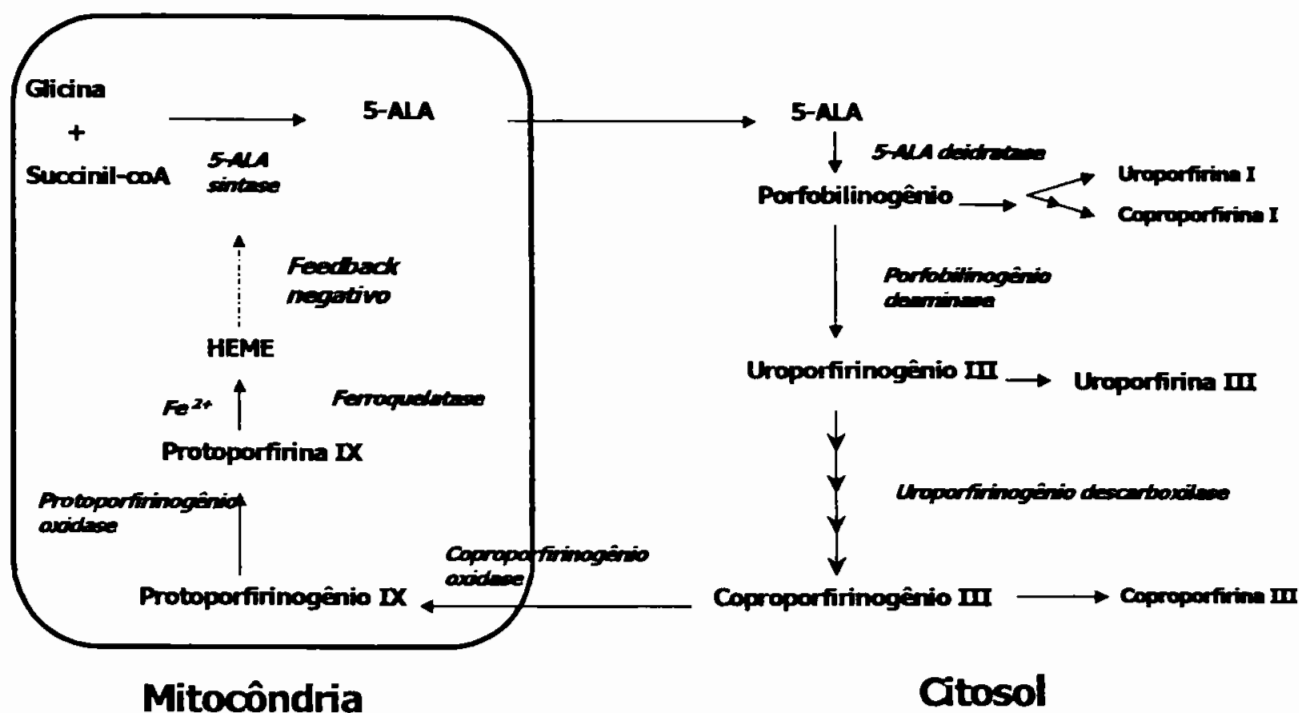 Glicina
+
Succinil-coA
5-ALA
sintase
5-ALA
Feedback
negativo
HEME
Fe 2+
Ferroquelatase
Protoporfirina IX
Protoporfirinogênio
oxidase
Protoporfirinogênio IX
Coproporfirinogênio
oxidase
5-ALA
5-ALA deidratase
Porfobilinogênio
Uroporfirina I
Coproporfirina I
Porfobilinogênio
deaminase
Uroporfirinogênio III
Uroporfirina III
Uroporfirinogênio descarboxilase
Coproporfirinogênio III
Coproporfirina III
Mitocôndria
Citosol